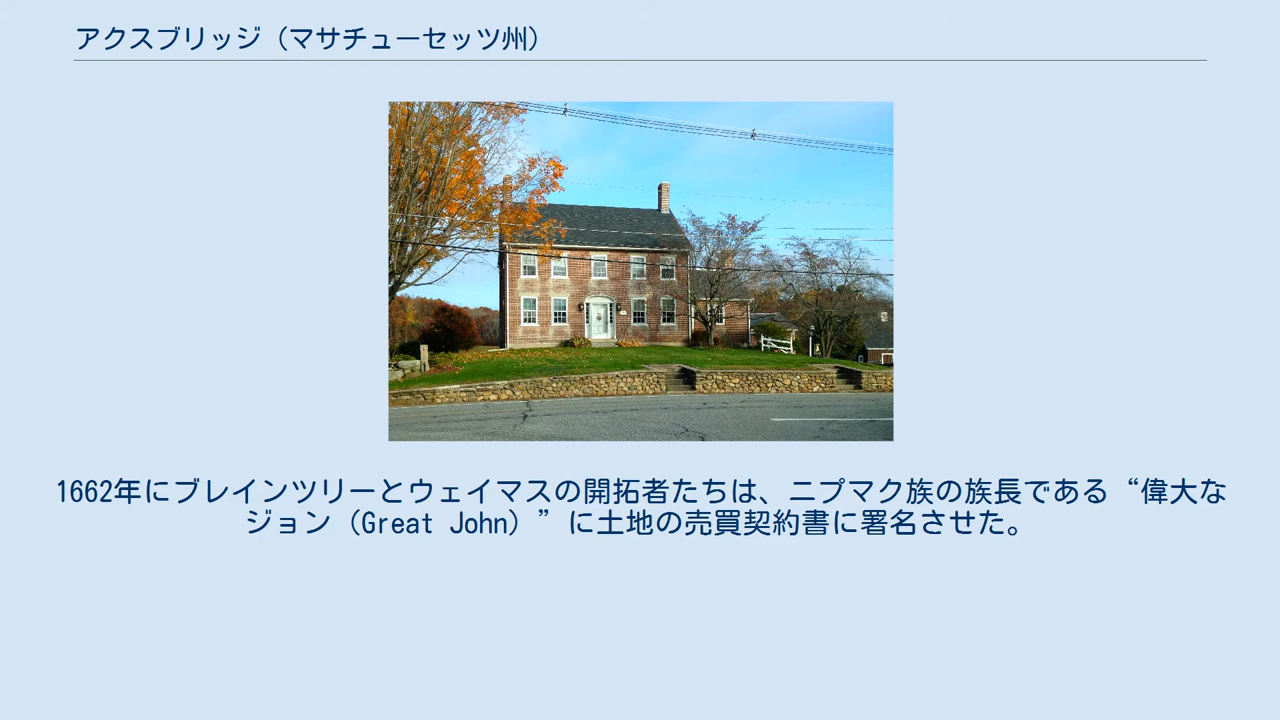 アクスブリッジ（マサチューセッツ州）
1662年にブレインツリーとウェイマスの開拓者たちは、ニプマク族の族長である“偉大な
ジョン（Great John）”に土地の売買契約書に署名させた。